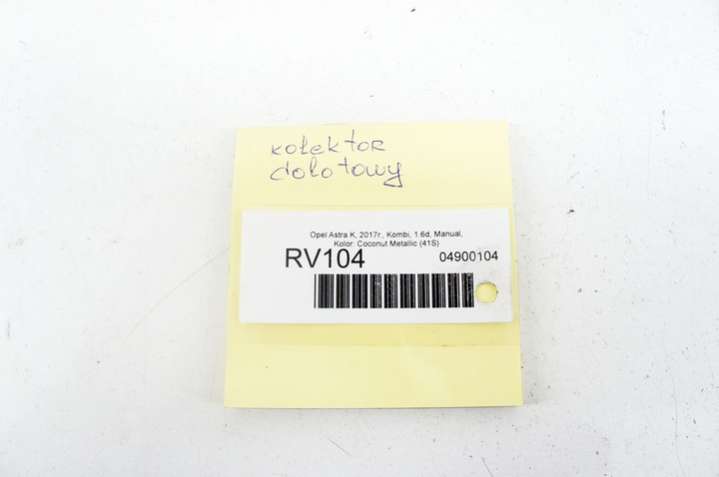 kolektor
dolotowy
Opel Astra K, 2017r., Kombi, 1.6d, Manual,
Kolor: Coconut Metallic (41S)
RV104 04900104